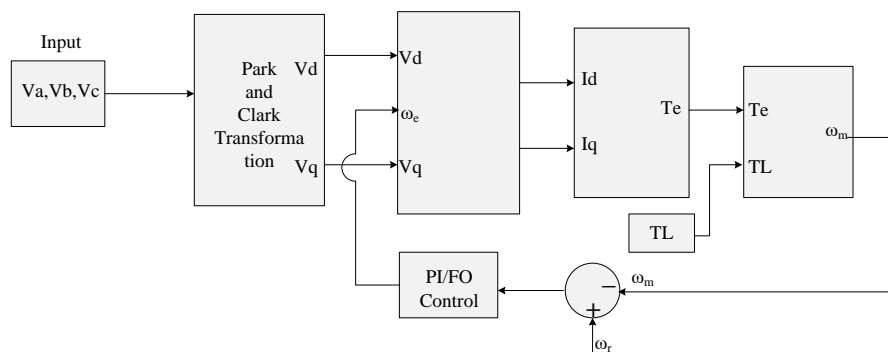 Input
Va,Vb,Vc
Park
and
Clark
Transforma
tion
Vd
Vq
Vd
ωe
Vq
Id
Iq
Te
Te
TL
ωm
TL
PI/FO
Control
−
+
ωm
ωr